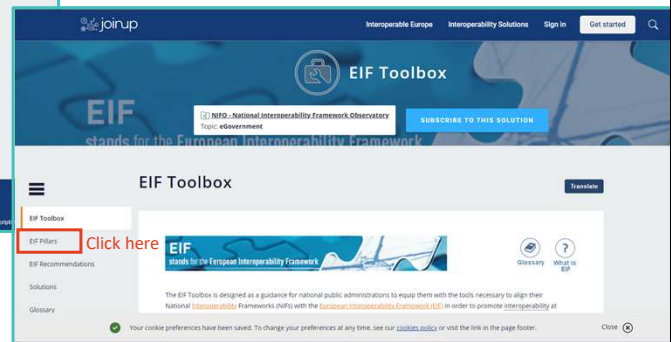 joinup
Interoperable Europe Interoperability Solutions Sign in Get started
EIF Toolbox
EIF
stands for the European Interoperability Framework
NIFO - National Interoperability Framework Observatory
Topic: eGovernment
SUBSCRIBE TO THIS SOLUTION
EIF Toolbox
Translate
EIF Toolbox
EIF Pillars
Click here
EIF Recommendations
Solutions
Glossary
EIF
stands for the European Interoperability Framework
Glossary
What is
EIF
The EIF Toolbox is designed as a guidance for national public administrations to equip them with the tools necessary to align their
National Interoperability Frameworks (NIFs) with the European Interoperability Framework (EIF) in order to promote interoperability at
Your cookie preferences have been saved. To change your preferences at any time, see our cookies policy or visit the link in the page footer.
Close